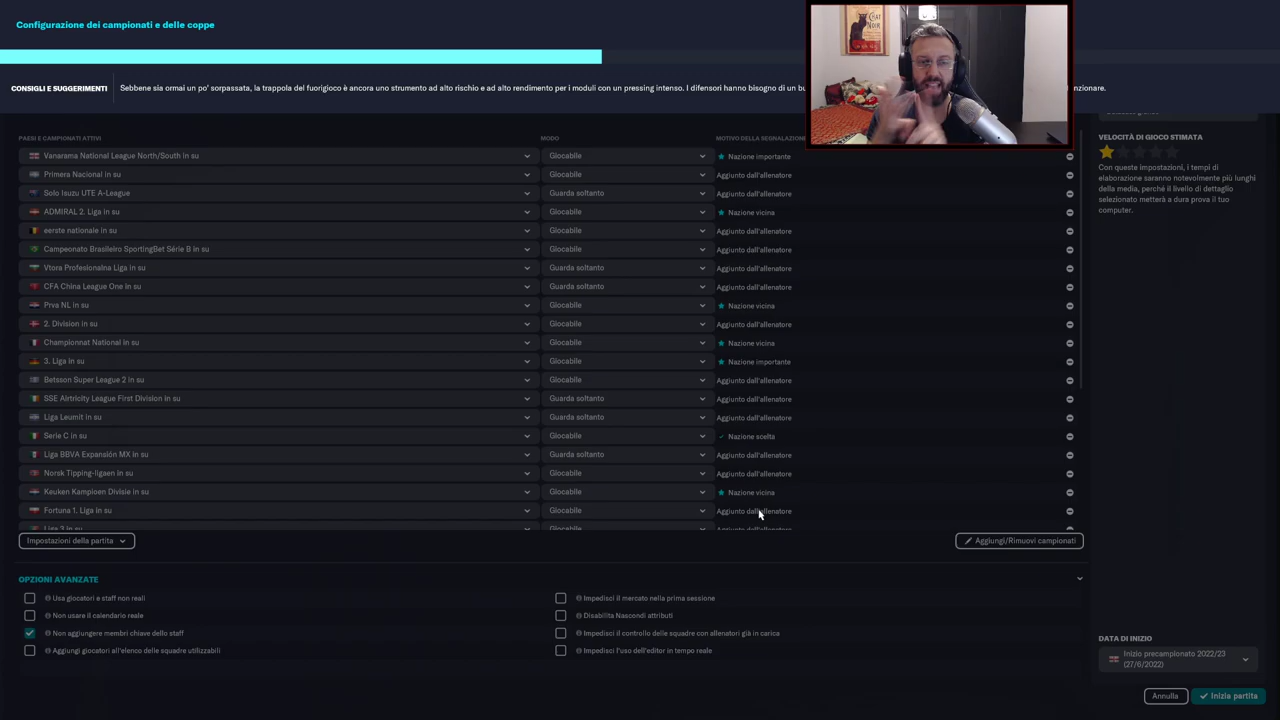 Configurazione dei campionati e delle coppe
CHAT
NOIR
CONSIGLI E SUGGERIMENTI
Sebbene sia ormai un po' sorpassata, la trappola del fuorigioco è ancora uno strumento ad alto rischio e ad alto rendimento per i moduli con un pressing intenso. I difensori hanno bisogno di un
PAESI E CAMPIONATI ATTIVI MODO MOTIVO DELLA SEGNALAZIONE
Vanarama National League North/South in su Giocabile Nazione importante
Primera Nacional in su Giocabile Aggiunto dall'allenatore
Solo Isuzu UTE A-League Guarda soltanto Aggiunto dall'allenatore
ADMIRAL 2. Liga in su Giocabile Nazione vicina
eerste nationale in su Giocabile Aggiunto dall'allenatore
Campeonato Brasileiro SportingBet Série B in su Giocabile Aggiunto dall'allenatore
Vtora Profesionalna Liga in su Guarda soltanto Aggiunto dall'allenatore
CFA China League One in su Guarda soltanto Aggiunto dall'allenatore
Prva NL in su Giocabile Nazione vicina
2. Division in su Giocabile Aggiunto dall'allenatore
Championnat National in su Giocabile Nazione vicina
3. Liga in su Giocabile Nazione importante
Betsson Super League 2 in su Giocabile Aggiunto dall'allenatore
SSE Airtricity League First Division in su Guarda soltanto Aggiunto dall'allenatore
Liga Leumit in su Guarda soltanto Aggiunto dall'allenatore
Serie C in su Giocabile Nazione scelta
Liga BBVA Expansión MX in su Guarda soltanto Aggiunto dall'allenatore
Norsk Tipping-ligaen in su Giocabile Aggiunto dall'allenatore
Keuken Kampioen Divisie in su Giocabile Nazione vicina
Fortuna 1. Liga in su Giocabile Aggiunto dall'allenatore
Liga 3 in su Giocabile Aggiunto dall'allenatore
Impostazioni della partita
Aggiungi/Rimuovi campionati
OPZIONI AVANZATE
Usa giocatori e staff non reali
Non usare il calendario reale
Non aggiungere membri chiave dello staff
Aggiungi giocatori all'elenco delle squadre utilizzabili
Impedisci il mercato nella prima sessione
Disabilita Nascondi attributi
Impedisci il controllo delle squadre con allenatori già in carica
Impedisci l'uso dell'editor in tempo reale
VELOCITÀ DI GIOCO STIMATA
Con queste impostazioni, i tempi di
elaborazione saranno notevolmente più lunghi
della media, perché il livello di dettaglio
selezionato metterà a dura prova il tuo
computer.
DATA DI INIZIO
Inizio precampionato 2022/23
(27/6/2022)
Annulla
Inizia partita